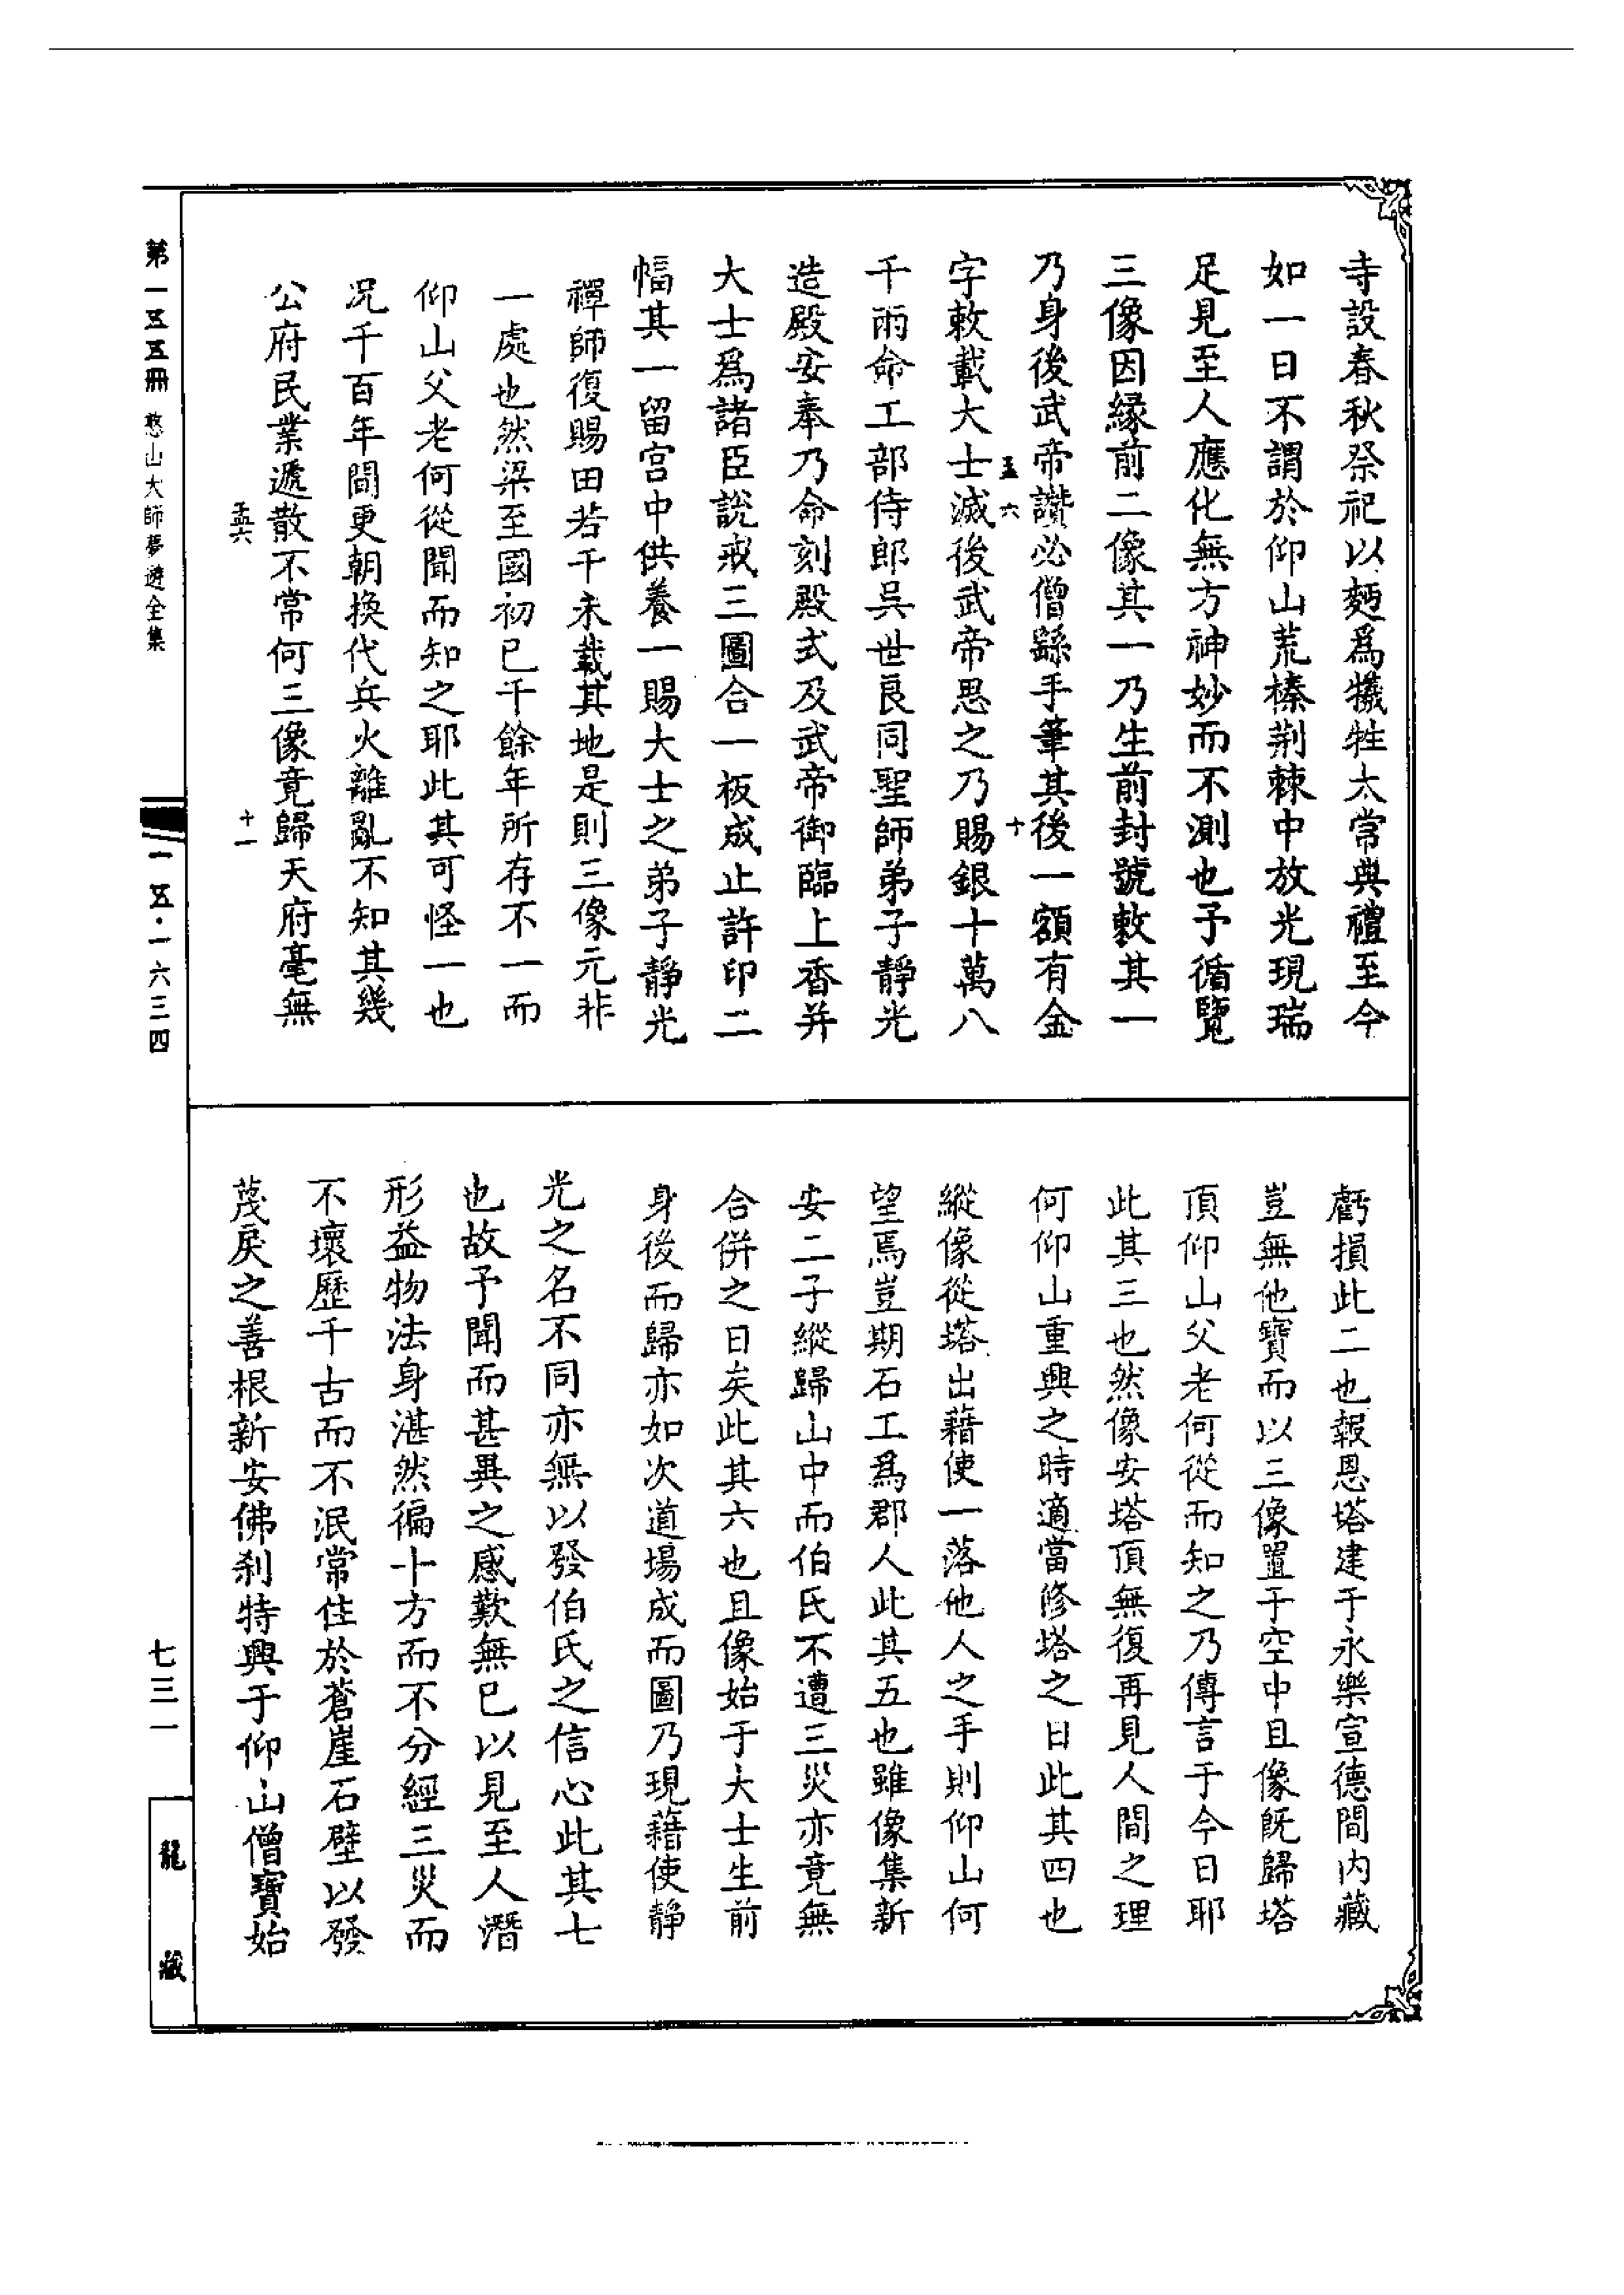 寺設春秋祭祀以麪爲犧牲太常典禮至今
如一日不謂於仰山荒榛荆棘中放光現瑞
足見至人應化無方神妙而不測也予循覽
三像因緣前二像其一乃生前封號敕其一
乃身後武帝讚必僧繇手筆其後一額有金
字敕載大士滅後武帝思之乃賜銀十萬八
千兩命工部侍郎吳世良同聖師弟子靜光
造殿安奉乃命刻殿式及武帝御臨上香并
大士爲諸臣說戒三圖合一板成止許印二
幅其一留宫中供養一賜大士之弟子靜光
禪師復賜田若千未載其地是則三像元非
一處也然梁至國初已千餘年所存不一而
仰山父老何從聞而知之耶此其可怪一也
况千百年間更朝換代兵火離亂不知其幾
公府民業遞散不常何三像竟歸天府毫無
虧損此二也報恩塔建于永樂宣德間内藏
豈無他寶而以三像置于空中且像旣歸塔
頂仰山父老何從而知之乃傳言于今日耶
此其三也然像安塔頂無復再見人間之理
何仰山重興之時適當修塔之日此其四也
縱像從塔出藉使一落他人之手則仰山何
望焉豈期石工爲郡人此其五也雖像集新
安二子縱歸山中而伯氏不遭三災亦竟無
合併之日矣此其六也且像始于大士生前
身後而歸亦如次道場成而圖乃現藉使靜
光之名不同亦無以發伯氏之信心此其七
也故予聞而甚異之感歎無已以見至人潛
形益物法身湛然徧十方而不分經三災而
不壞歷千古而不泯常住於蒼崖石壁以發
茂戻之善根新安佛刹特興于仰山僧寶始
孟六
十
孟六
十一
第一五五冊
憨山大師夢遊全集
一五·一六三四
七三一
龍藏